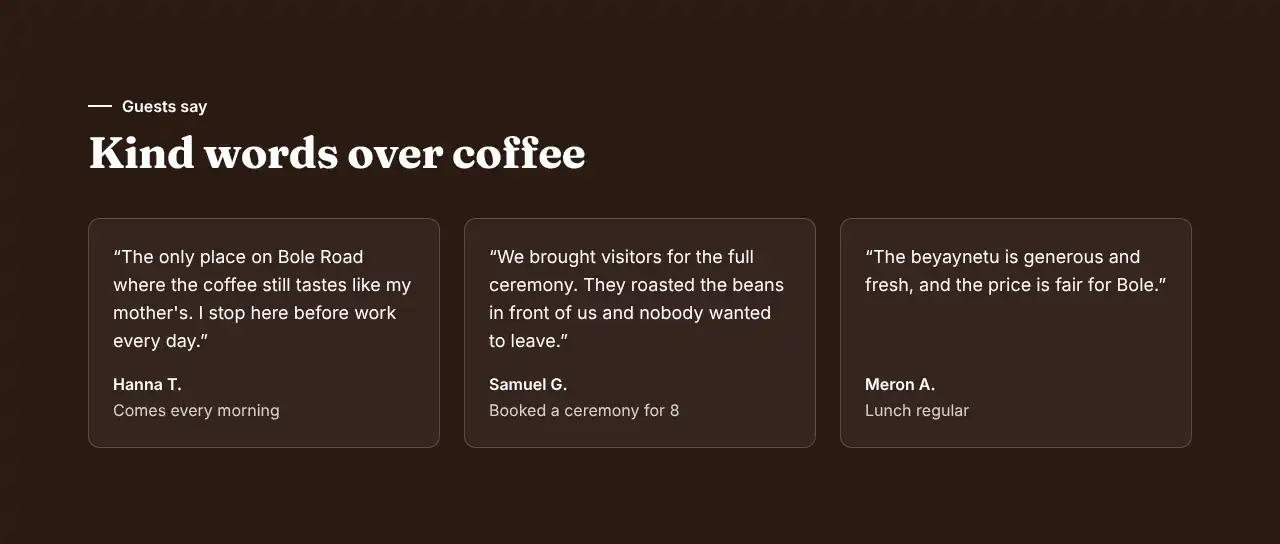 Guests say
Kind words over coffee
“The only place on Bole Road
where the coffee still tastes like my
mother's. I stop here before work
every day.”
Hanna T.
Comes every morning
“We brought visitors for the full
ceremony. They roasted the beans
in front of us and nobody wanted
to leave.”
Samuel G.
Booked a ceremony for 8
“The beyaynetu is generous and
fresh, and the price is fair for Bole.”
Meron A.
Lunch regular